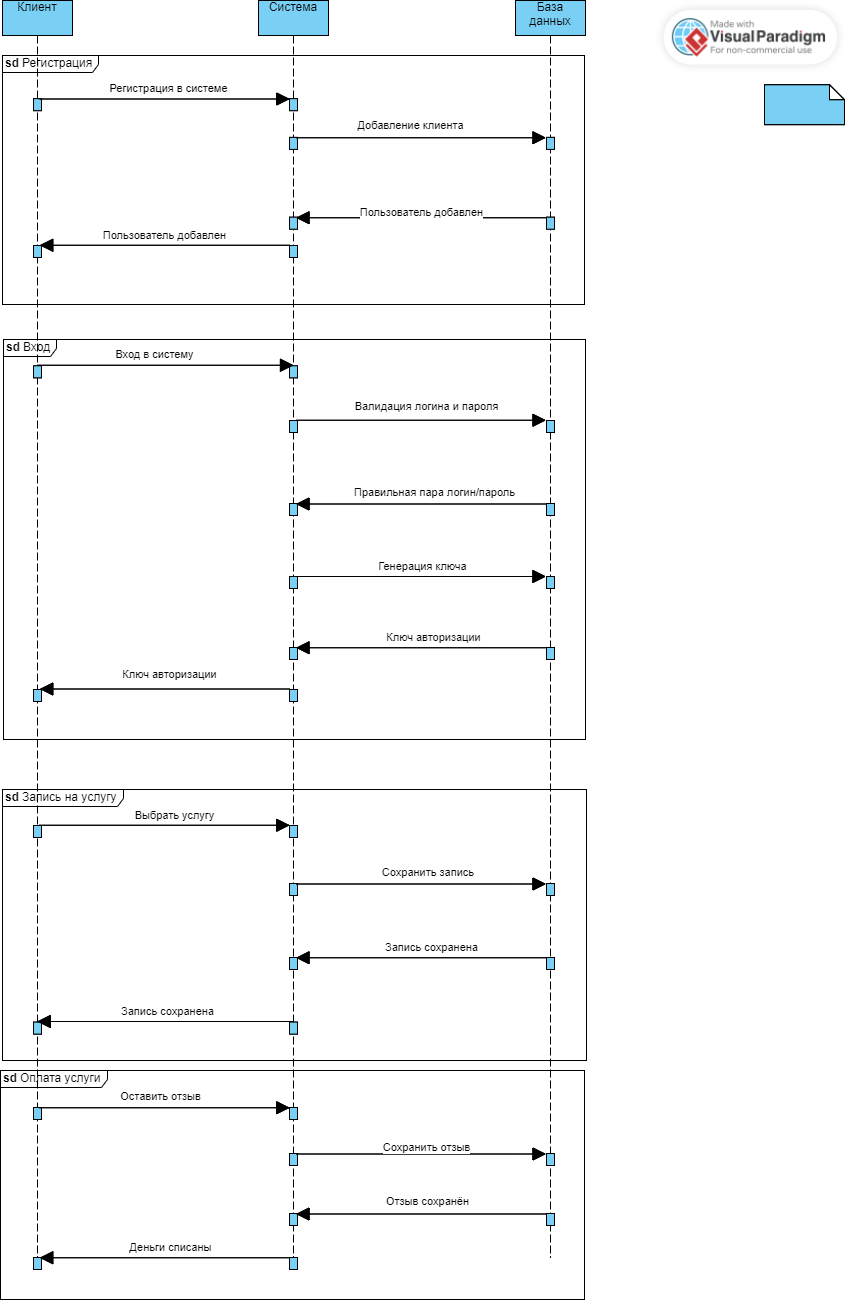 Клиент
Система
База
данных
Made with
VisualParadigm
For non-commercial use
sd Регистрация
Регистрация в системе
Добавление клиента
Пользователь добавлен
Пользователь добавлен
sd Вход
Вход в систему
Валидация логина и пароля
Правильная пара логин/пароль
Генерация ключа
Ключ авторизации
Ключ авторизации
sd Запись на услугу
Выбрать услугу
Сохранить запись
Запись сохранена
Запись сохранена
sd Оплата услуги
Оставить отзыв
Сохранить отзыв
Отзыв сохранён
Деньги списаны